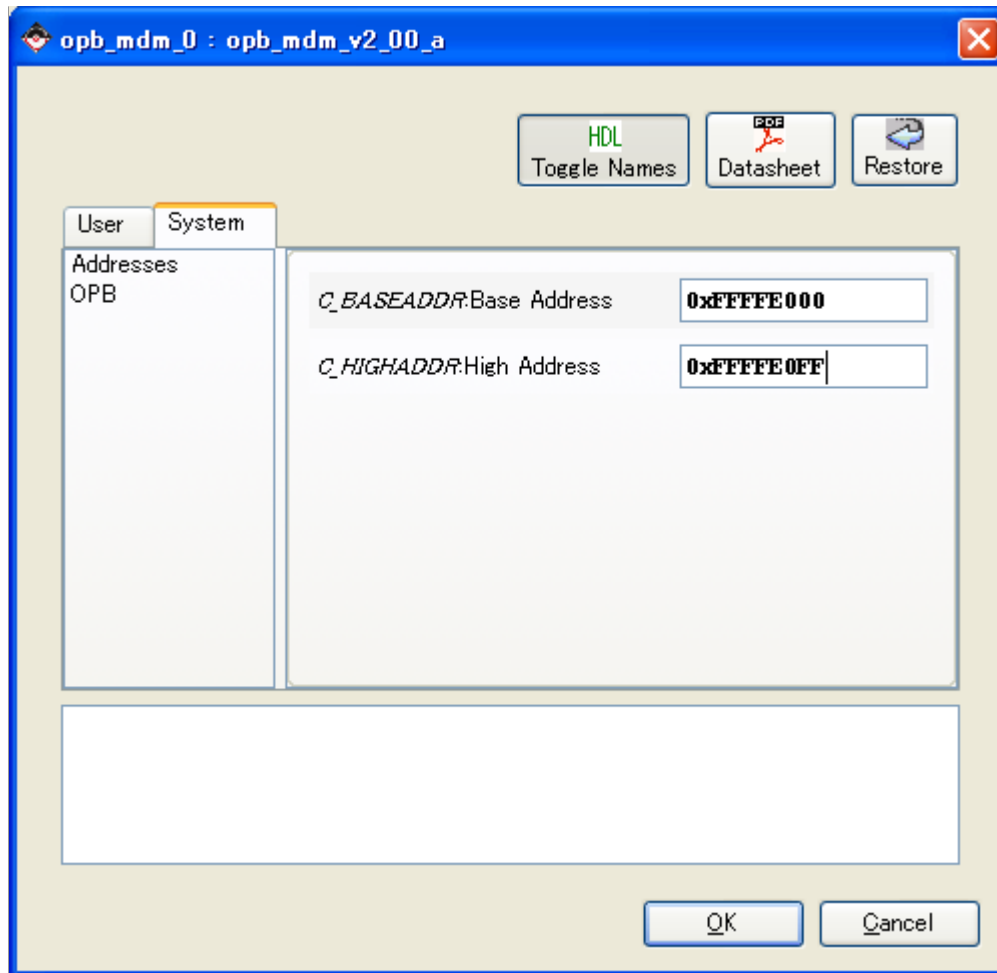 opb_mdm_0 : opb_mdm_v2_00_a
HDL
Toggle Names
PDF
Datasheet
Restore
User
System
Addresses
OPB
C_BASEADDR:Base Address
0xFFFFE000
C_HIGHADDR:High Address
0xFFFFE0FF
OK
Cancel